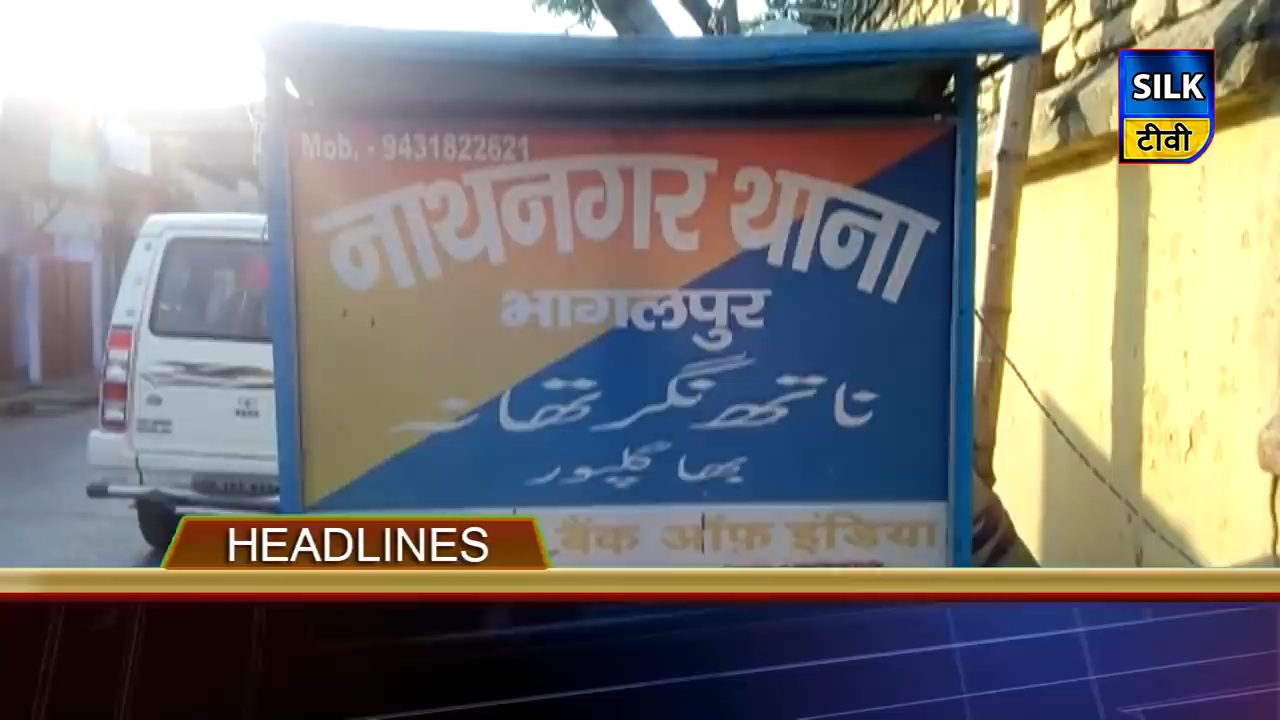 SILK
टीवी
Mob. - 9431822621
नाथनगर थाना
भागलपुर
ناتھ نگر تھانہ
بھاگلپور
बैंक ऑफ़ इंडिया
HEADLINES